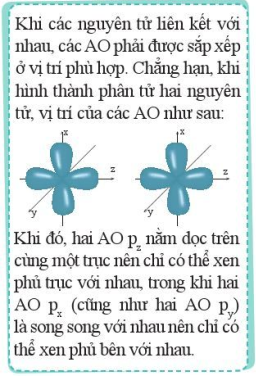 Khi các nguyên tử liên kết với
nhau, các AO phải được sắp xếp
ở vị trí phù hợp. Chẳng hạn, khi
hình thành phân tử hai nguyên
tử, vị trí của các AO như sau:
x x
z z
y y
Khi đó, hai AO p_z nằm dọc trên
cùng một trục nên chỉ có thể xen
phủ trục với nhau, trong khi hai
AO p_x (cũng như hai AO p_y)
là song song với nhau nên chỉ có
thể xen phủ bên với nhau.